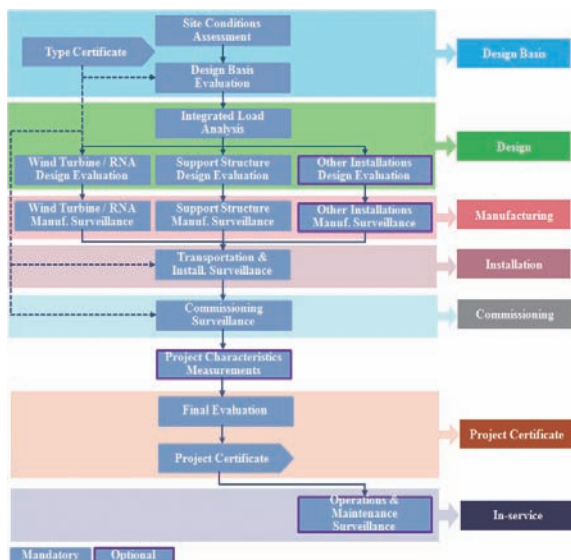 Site Conditions
Assessment
Type Certificate
Design Basis
Evaluation
Design Basis
Integrated Load
Analysis
Design
Wind Turbine / RNA
Design Evaluation
Support Structure
Design Evaluation
Other Installations
Design Evaluation
Wind Turbine / RNA
Manuf. Surveillance
Support Structure
Manuf. Surveillance
Other Installations
Manuf. Surveillance
Manufacturing
Transportation &
Install. Surveillance
Installation
Commissioning
Surveillance
Commissioning
Project Characteristics
Measurements
Final Evaluation
Project Certificate
Project Certificate
Operations &
Maintenance
Surveillance
In-service
Mandatory
Optional